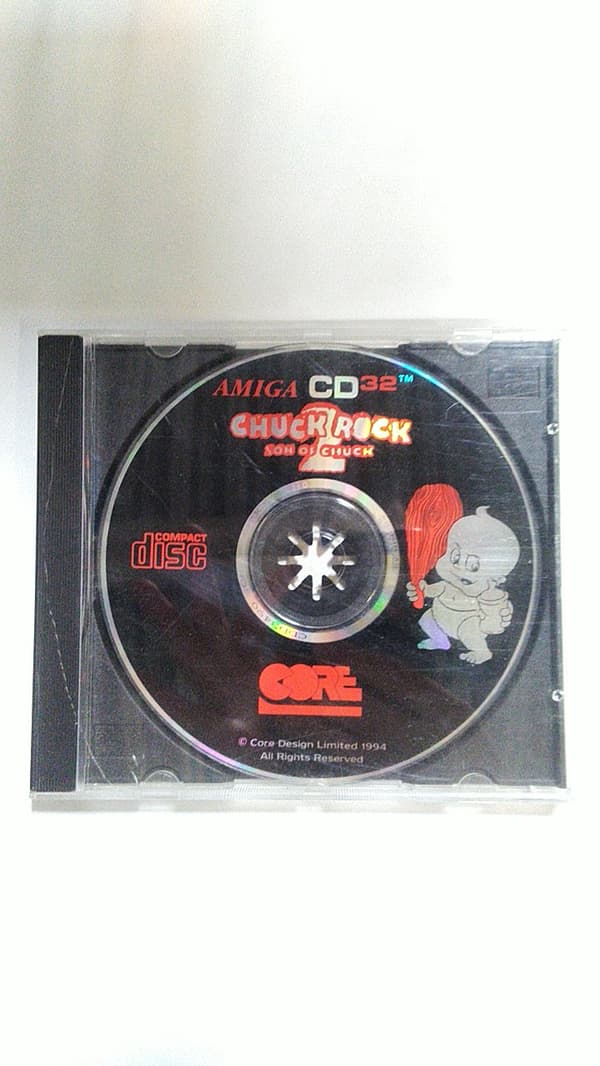 AMIGA CD32™
CHUCK ROCK
2
SON OF CHUCK
COMPACT
disc
CORE
© Core Design Limited 1994
All Rights Reserved